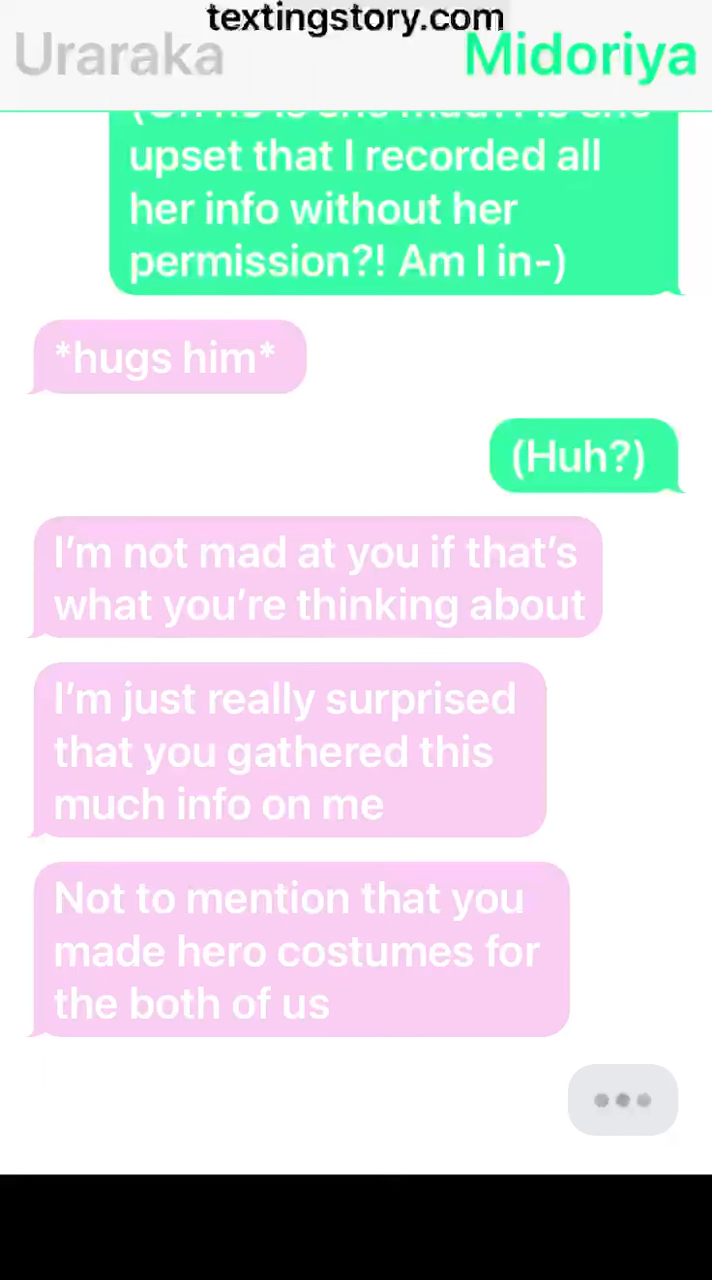 textingstory.com
Uraraka
Midoriya
upset that I recorded all
her info without her
permission?! Am I in-)
*hugs him*
(Huh?)
I’m not mad at you if that’s
what you’re thinking about
I’m just really surprised
that you gathered this
much info on me
Not to mention that you
made hero costumes for
the both of us